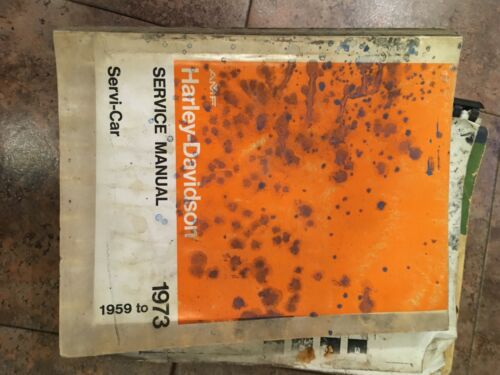 AMF
Harley-Davidson
SERVICE MANUAL
Servi-Car
1959 to 1973